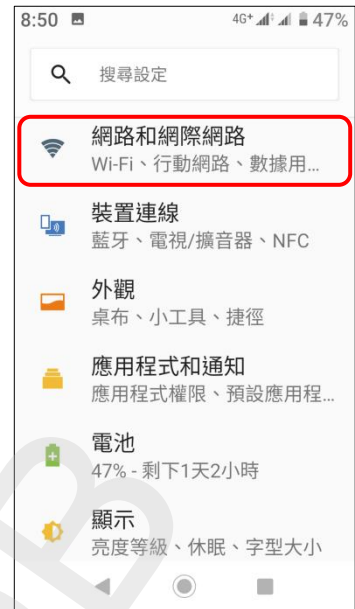 8:50 4G+ 47%
搜尋設定
網路和網際網路
Wi-Fi、行動網路、數據用...
裝置連線
藍牙、電視/擴音器、NFC
外觀
桌布、小工具、捷徑
應用程式和通知
應用程式權限、預設應用程...
電池
47% - 剩下1天2小時
顯示
亮度等級、休眠、字型大小